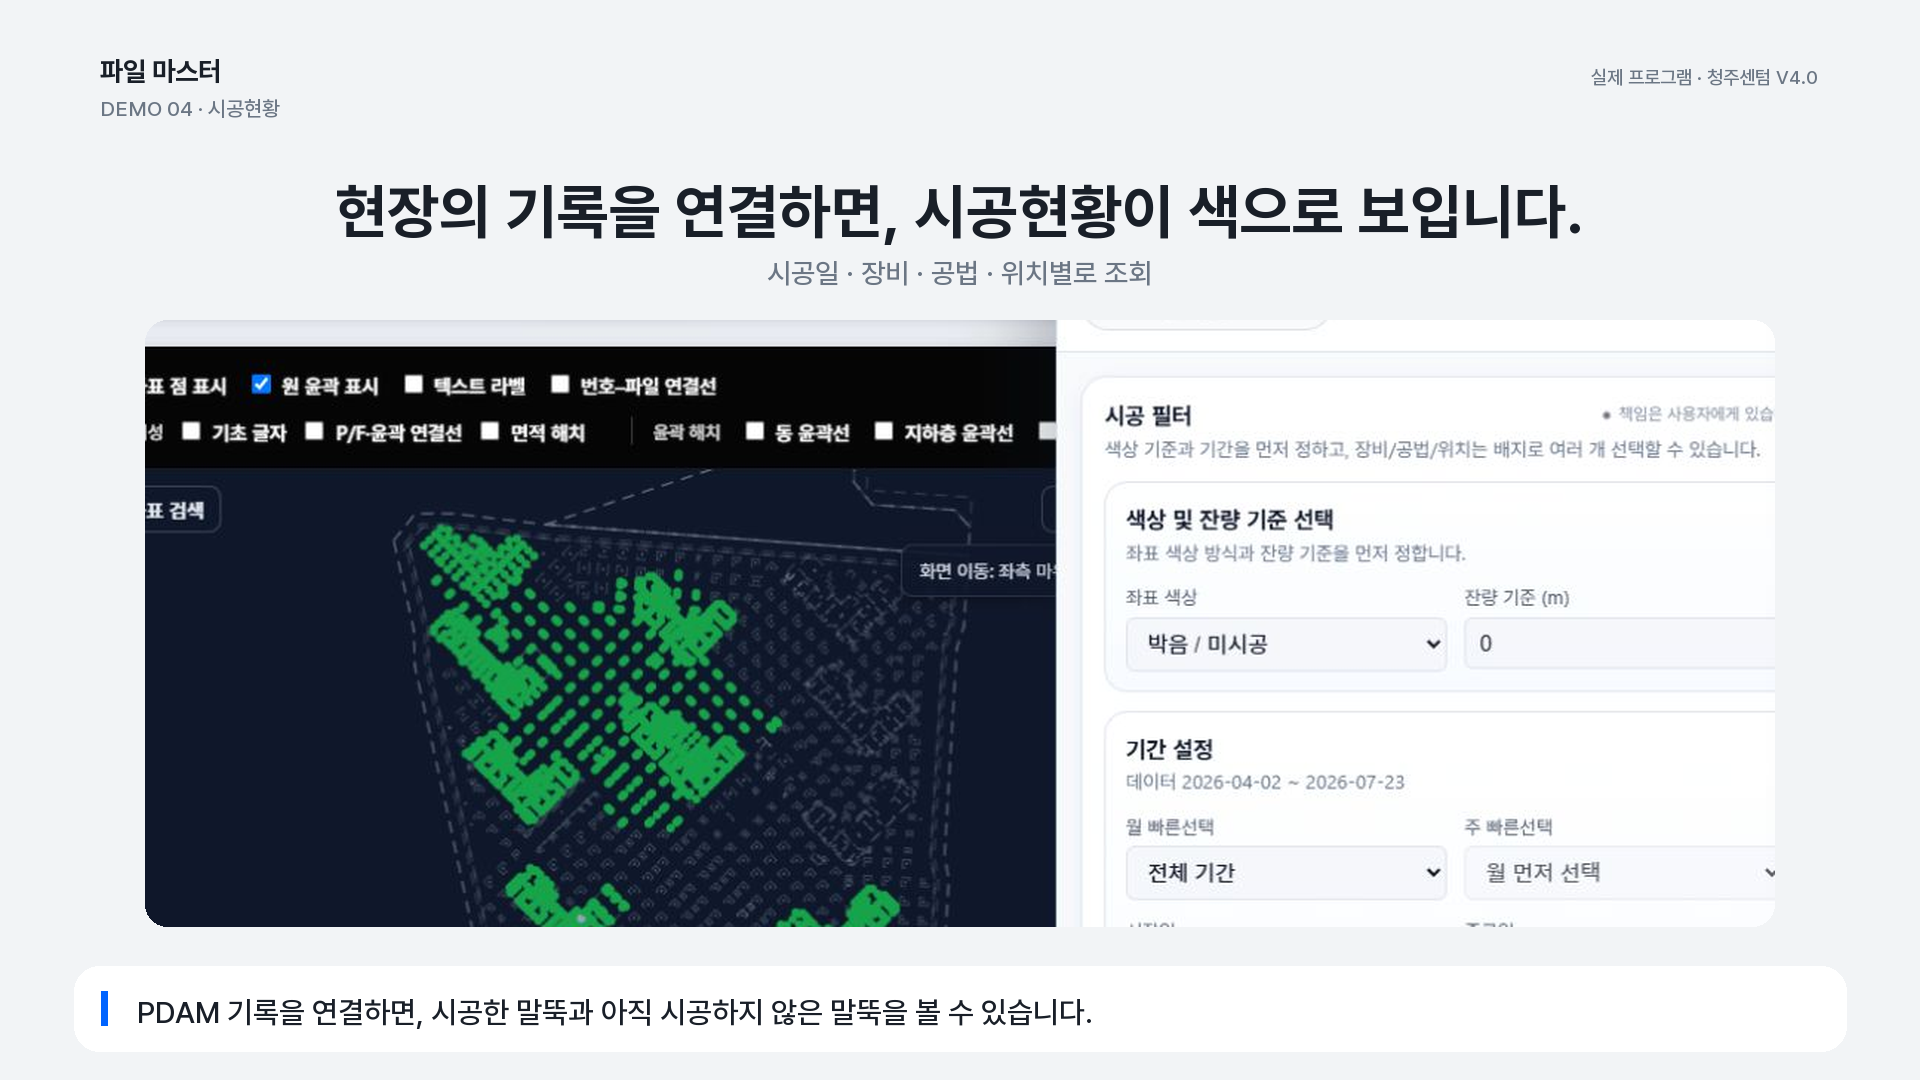 파일 마스터
DEMO 04 · 시공현황
실제 프로그램 · 청주센텀 V4.0
현장의 기록을 연결하면, 시공현황이 색으로 보입니다.
시공일 · 장비 · 공법 · 위치별로 조회
표 점 표시 원 윤곽 표시 텍스트 라벨 번호-파일 연결선
성 기초 글자 P/F-윤곽 연결선 면적 해치 윤곽 해치 동 윤곽선 지하층 윤곽선
표 검색
화면 이동: 좌측 마
시공 필터
● 책임은 사용자에게 있습
색상 기준과 기간을 먼저 정하고, 장비/공법/위치는 배지로 여러 개 선택할 수 있습니다.
색상 및 잔량 기준 선택
좌표 색상 방식과 잔량 기준을 먼저 정합니다.
좌표 색상 잔량 기준 (m)
박음 / 미시공 0
기간 설정
데이터 2026-04-02 ~ 2026-07-23
월 빠른선택 주 빠른선택
전체 기간 월 먼저 선택
PDAM 기록을 연결하면, 시공한 말뚝과 아직 시공하지 않은 말뚝을 볼 수 있습니다.